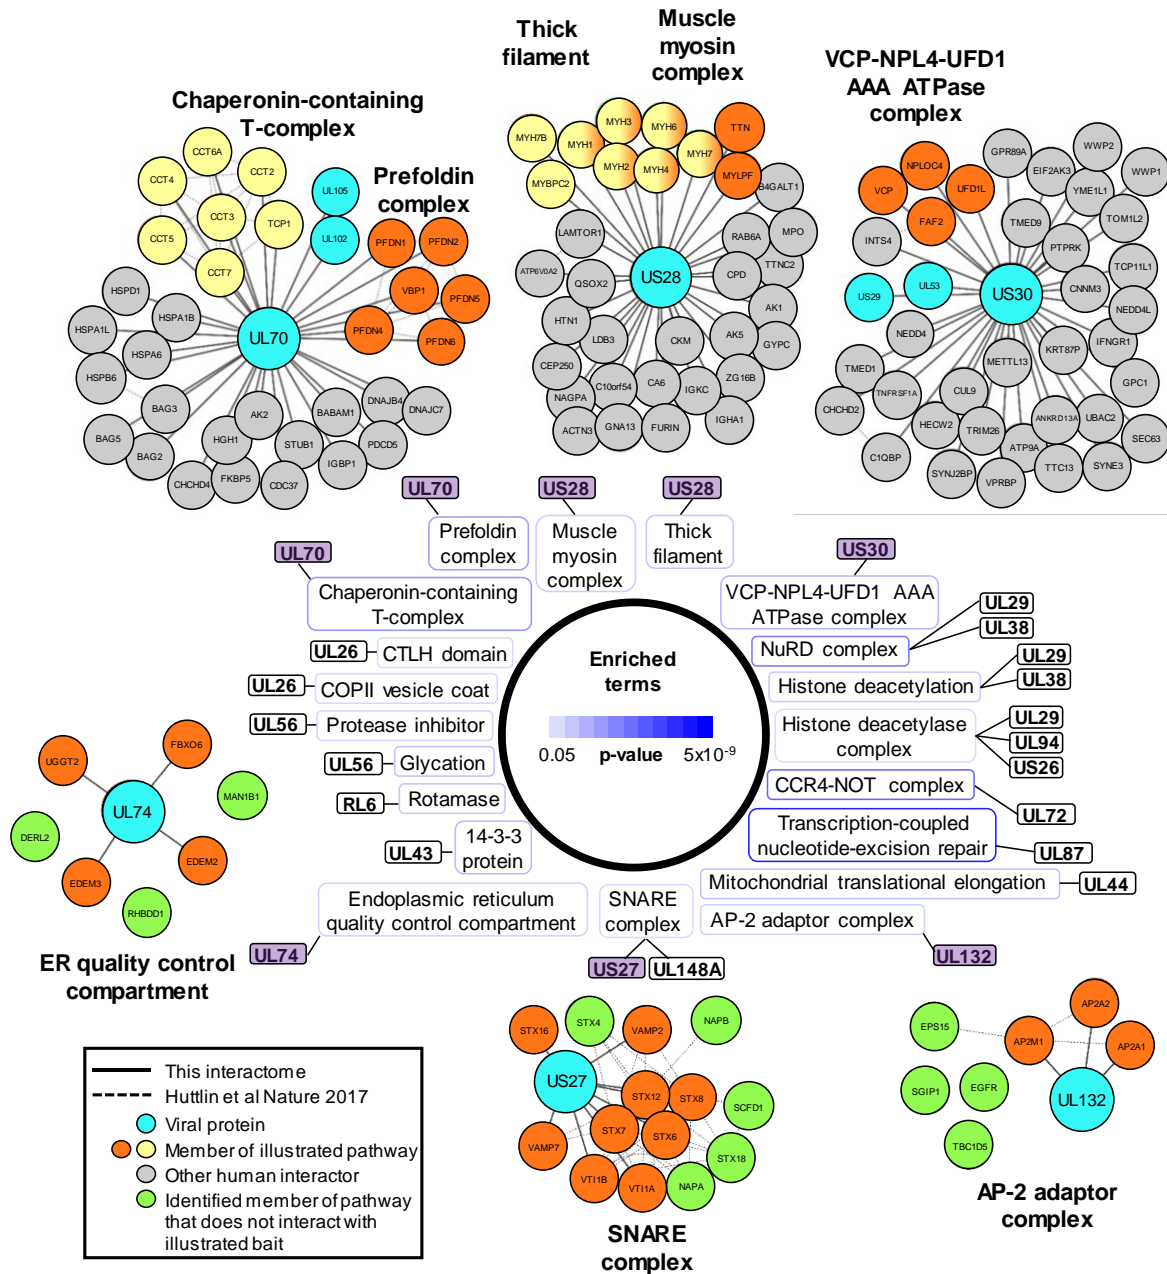 Thick
filament
Muscle
myosin
complex
VCP-NPL4-UFD1
AAA ATPase
complex
Chaperonin-containing
T-complex
Prefoldin
complex
CCT6A
CCT4
CCT2
CCT3
TCP1
CCT5
CCT7
UL105
UL102
PFDN1
PFDN2
VBP1
PFDN5
PFDN4
PFDN6
UL70
HSPD1
HSPA1B
HSPA1L
HSPA6
HSPB6
BAG3
BAG5
BAG2
AK2
HGH1
CHCHD4
FKBP5
CDC37
STUB1
BABAM1
IGBP1
DNAJB4
PDCD5
DNAJC7
MYH7B
MYH1
MYH3
MYH6
TTN
MYBPC2
MYH2
MYH4
MYH7
MYLPF
B4GALT1
LAMTOR1
RAB6A
MPO
ATP6V0A2
QSOX2
US28
CPD
TTNC2
HTN1
LDB3
CKM
AK5
AK1
GYPC
CEP250
NAGPA
C10orf54
CA6
IGKC
ZG16B
ACTN3
GNA13
FURIN
IGHA1
NPLOC4
VCP
UFD1L
FAF2
INTS4
US29
UL53
US30
GPR89A
EIF2AK3
WWP2
YME1L1
WWP1
TMED9
TOM1L2
PTPRK
TCP11L1
CNNM3
NEDD4L
NEDD4
IFNGR1
METTL13
KRT87P
GPC1
TMED1
TNFRSF1A
CUL9
CHCHD2
HECW2
TRIM26
ANKRD13A
UBAC2
SEC63
C1QBP
SYNJ2BP
ATP9A
VPRBP
TTC13
SYNE3
UL70
US28
US28
Prefoldin
complex
Muscle
myosin
complex
Thick
filament
UL70
US30
Chaperonin-containing
T-complex
VCP-NPL4-UFD1 AAA
ATPase complex
UL29
UL38
NuRD complex
UL26
CTLH domain
UL29
UL38
Histone deacetylation
UL26
COPII vesicle coat
UL56
Protease inhibitor
Histone deacetylase
complex
UL29
UL94
US26
UL56
Glycation
CCR4-NOT complex
UL72
RL6
Rotamase
Transcription-coupled
nucleotide-excision repair
UL87
UL43
14-3-3
protein
Mitochondrial translational elongation
UL44
Endoplasmic reticulum
quality control compartment
UL74
SNARE
complex
US27
UL148A
AP-2 adaptor complex
UL132
Enriched
terms
0.05
p-value
5x10⁻⁹
UGGT2
FBXO6
UL74
MAN1B1
DERL2
EDEM3
EDEM2
RHBDD1
ER quality control
compartment
STX16
STX4
VAMP2
NAPB
US27
STX12
STX8
SCFD1
STX7
STX6
VAMP7
STX18
VTI1B
VTI1A
NAPA
SNARE
complex
EPS15
AP2A2
AP2M1
AP2A1
SGIP1
EGFR
UL132
TBC1D5
AP-2 adaptor
complex
This interactome
Huttlin et al Nature 2017
Viral protein
Member of illustrated pathway
Other human interactor
Identified member of pathway
that does not interact with
illustrated bait